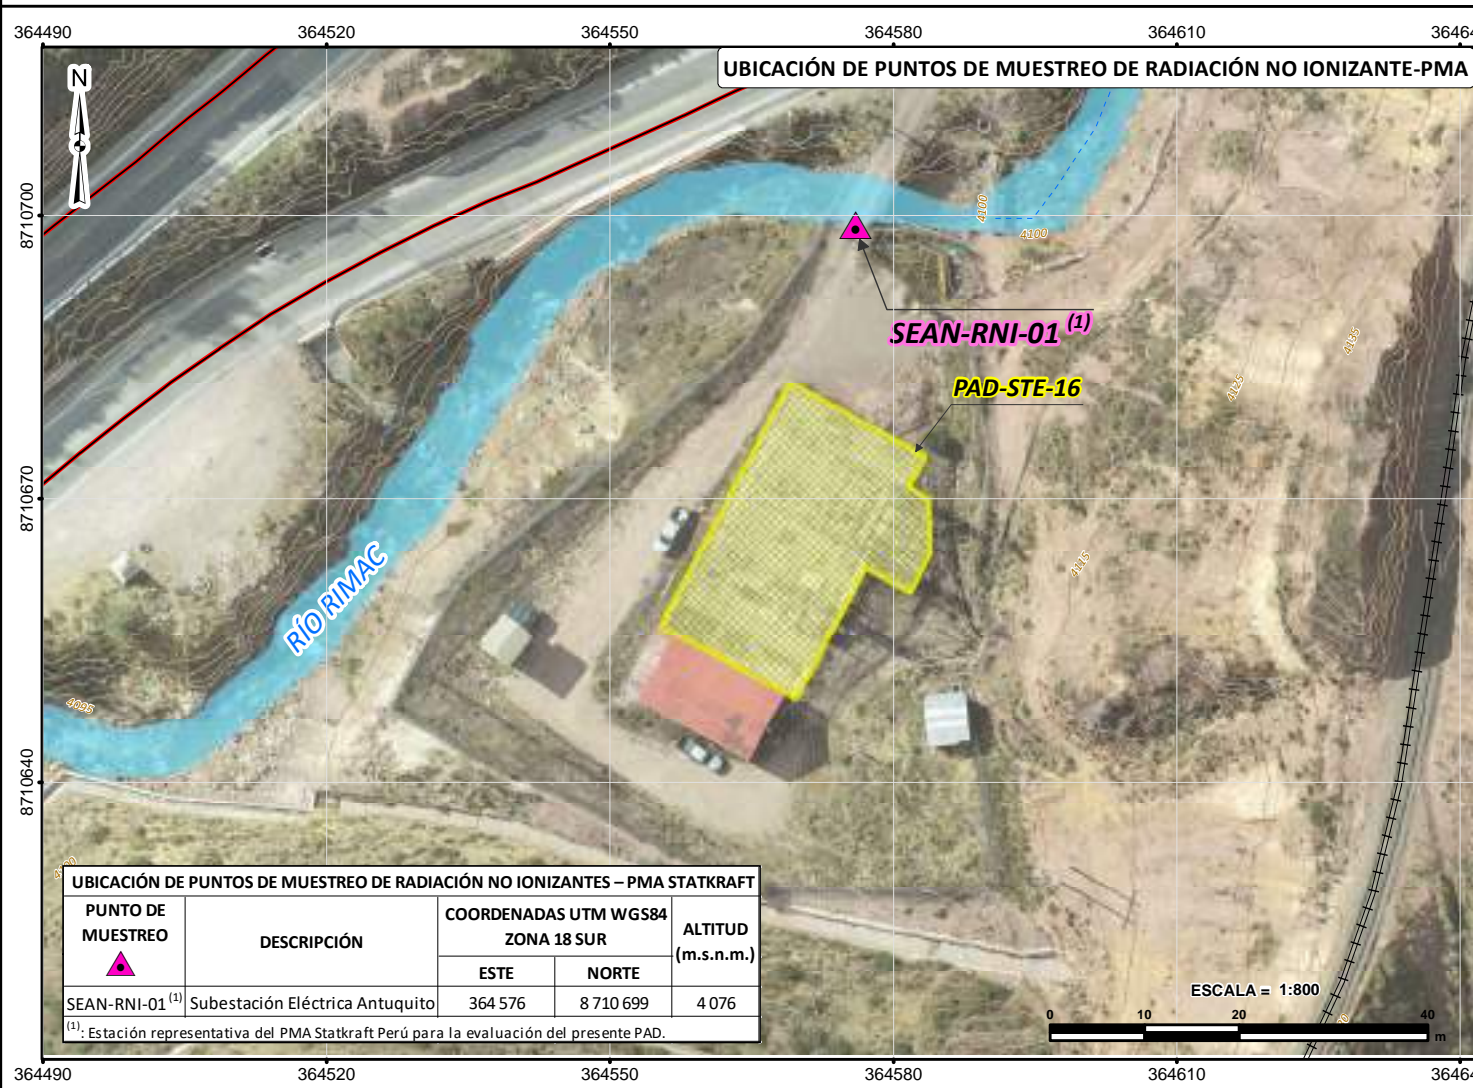 364490 364520 364550 364580 364610
UBICACIÓN DE PUNTOS DE MUESTREO DE RADIACIÓN NO IONIZANTE-PMA
N
8710700
8710670
8710640
4100
4100
SEAN-RNI-01 (1)
PAD-STE-16
4135
4125
4115
RÍO RIMAC
4095
UBICACIÓN DE PUNTOS DE MUESTREO DE RADIACIÓN NO IONIZANTES – PMA STATKRAFT
PUNTO DE MUESTREO
DESCRIPCIÓN
COORDENADAS UTM WGS84
ZONA 18 SUR
ALTITUD
(m.s.n.m.)
ESTE NORTE
SEAN-RNI-01 (1) Subestación Eléctrica Antuquito 364 576 8 710 699 4 076
(1): Estación representativa del PMA Statkraft Perú para la evaluación del presente PAD.
ESCALA = 1:800
0 10 20 40
m
364490 364520 364550 364580 364610